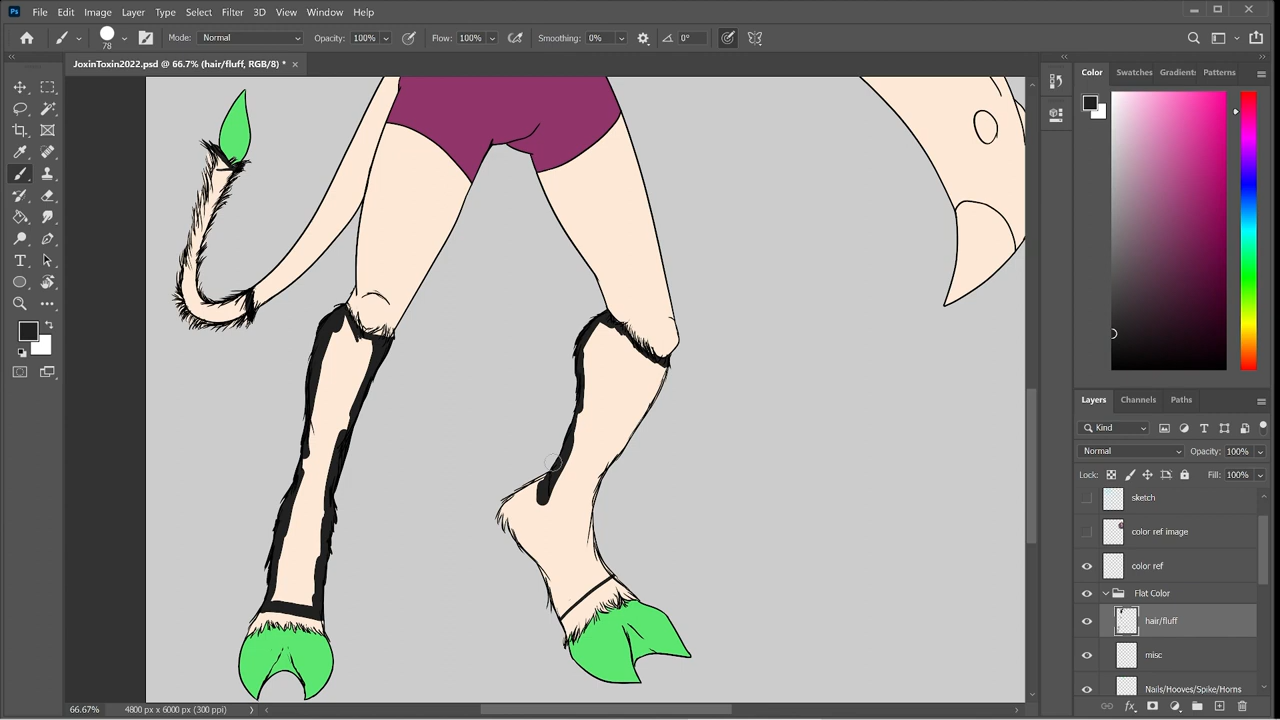 Ps File Edit Image Layer Type Select Filter 3D View Window Help
78 Mode: Normal Opacity: 100% Flow: 100% Smoothing: 0% 0°
JoxinToxin2022.psd @ 66.7% (hair/fluff, RGB/8) * ×
Color Swatches Gradient Patterns
Layers Channels Paths
Kind
Normal Opacity: 100%
Lock: Fill: 100%
sketch
color ref image
color ref
Flat Color
hair/fluff
misc
Nails/Hooves/Spike/Horns
66.67% 4800 px x 6000 px (300 ppi)